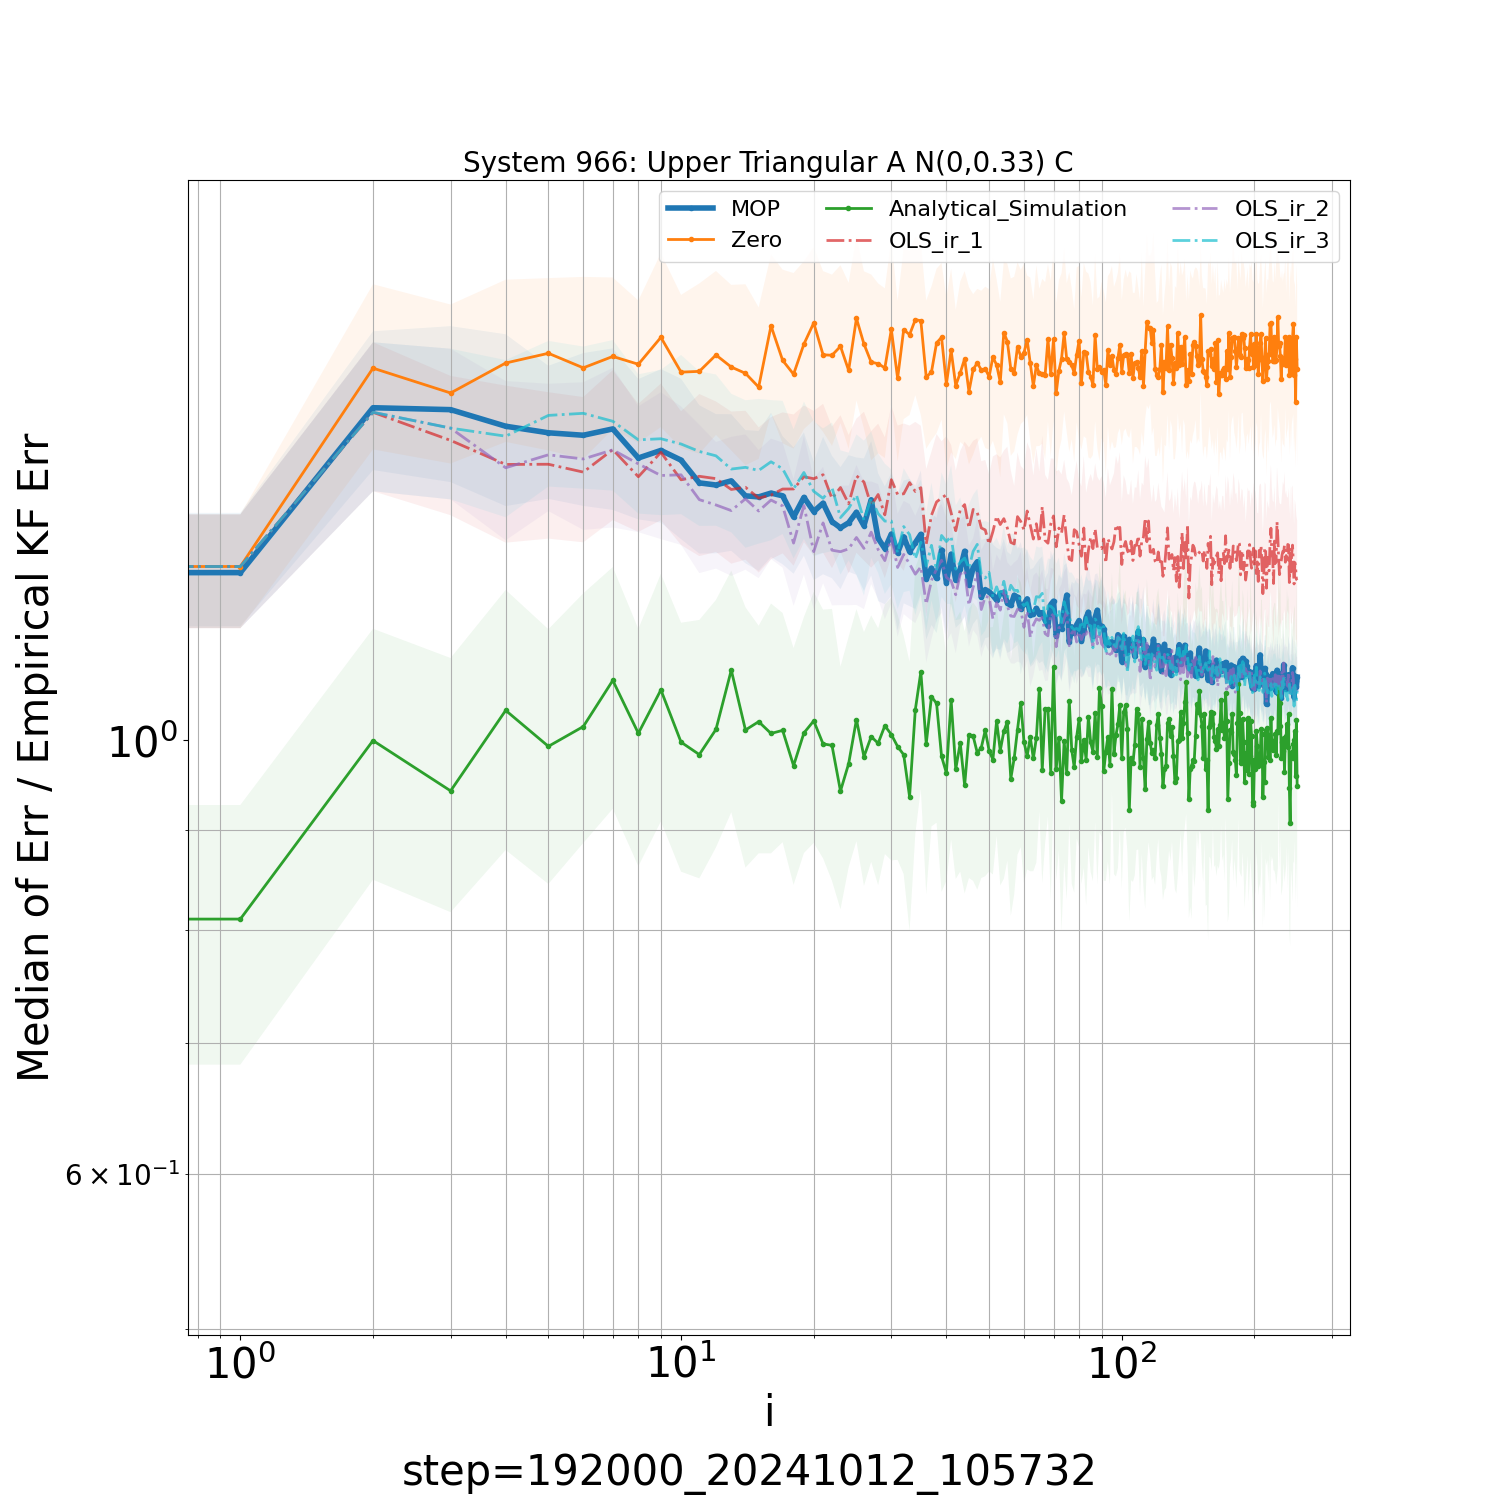 System 966: Upper Triangular A N(0,0.33) C
MOP
Zero
Analytical_Simulation
OLS_ir_1
OLS_ir_2
OLS_ir_3
Median of Err / Empirical KF Err
10⁰
6 × 10⁻¹
10⁰ 10¹ 10²
i
step=192000_20241012_105732